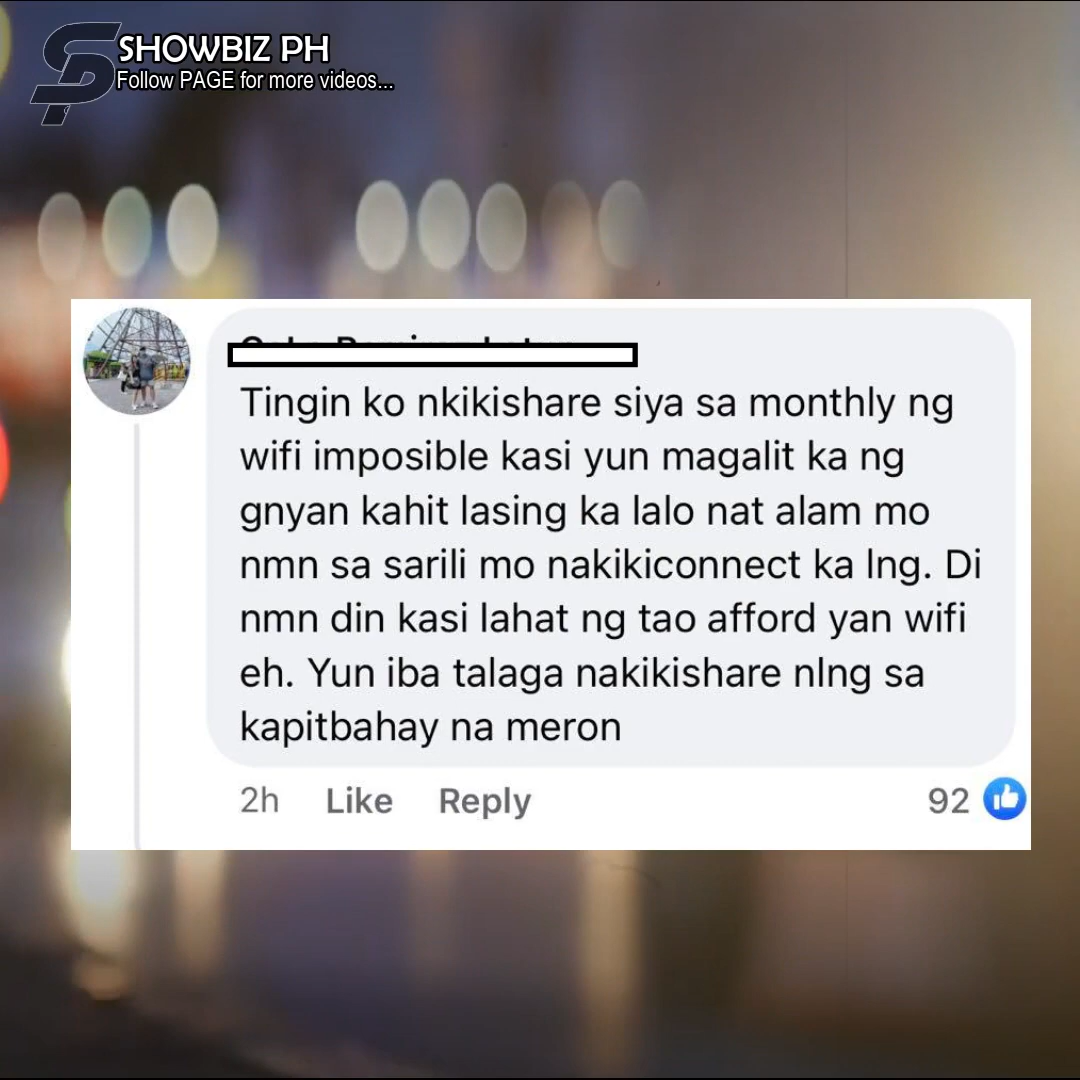 SHOWBIZ PH
Follow PAGE for more videos...
Tingin ko nkikishare siya sa monthly ng
wifi imposible kasi yun magalit ka ng
gnyan kahit lasing ka lalo nat alam mo
nmn sa sarili mo nakikiconnect ka lng. Di
nmn din kasi lahat ng tao afford yan wifi
eh. Yun iba talaga nakikishare nlng sa
kapitbahay na meron
2h Like Reply 92